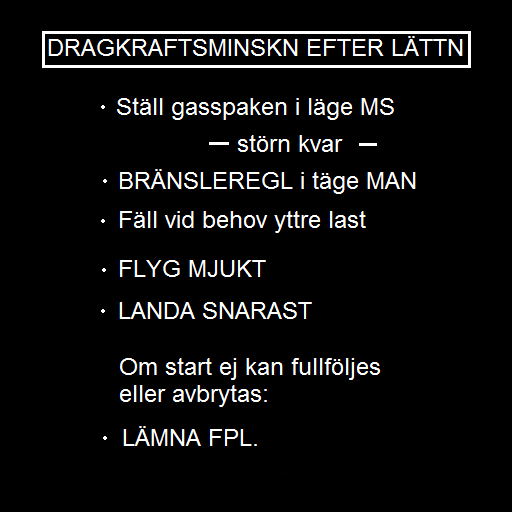 DRAGKRAFTSMINSKN EFTER LÄTTN
· Ställ gasspaken i läge MS
— störn kvar —
· BRÄNSLEREGL i täge MAN
· Fäll vid behov yttre last
· FLYG MJUKT
· LANDA SNARAST
Om start ej kan fullföljes
eller avbrytas:
· LÄMNA FPL.